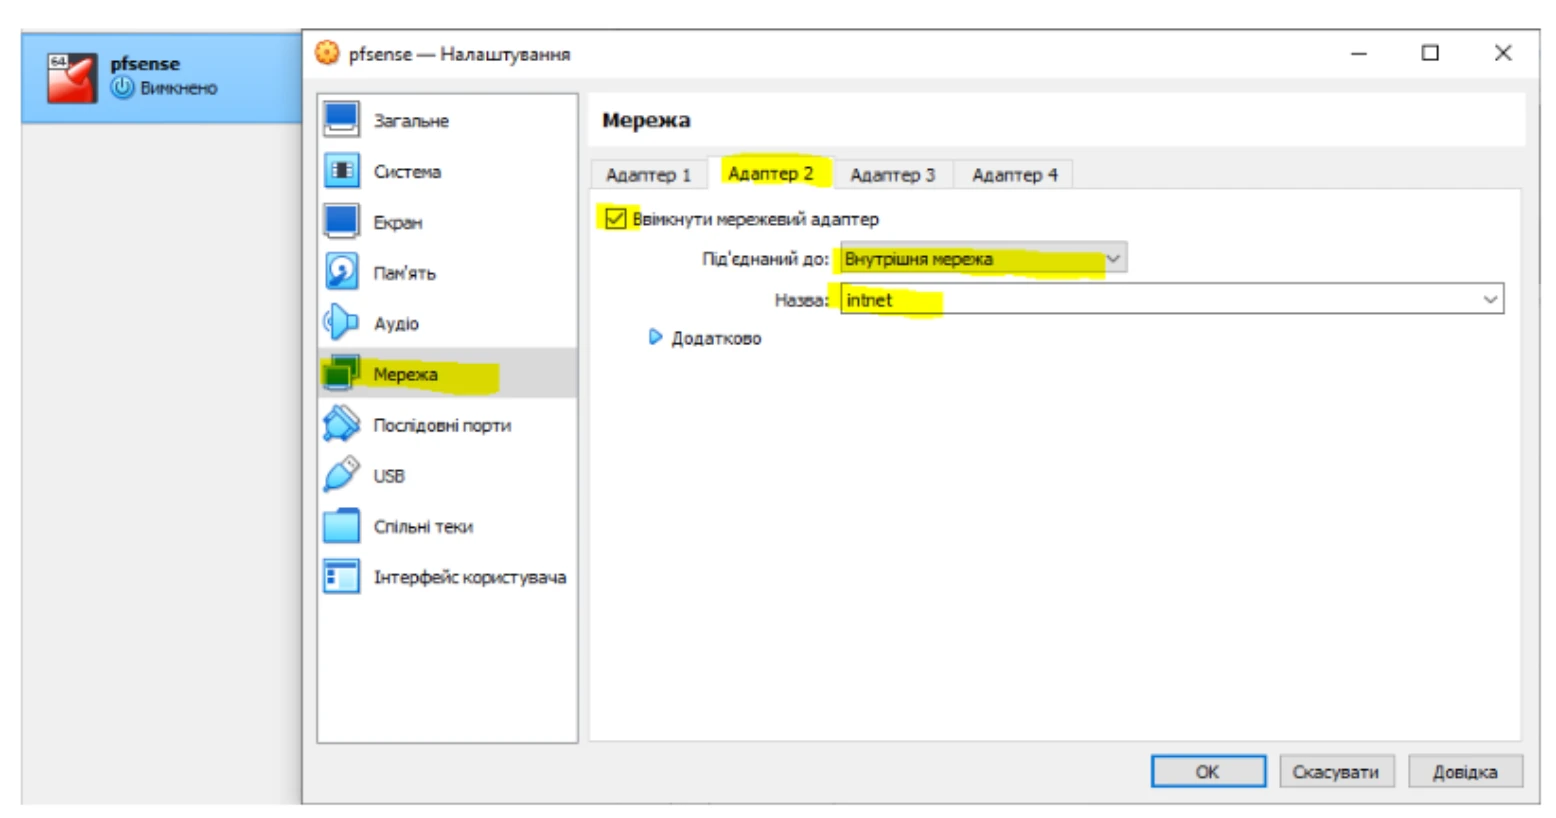 64
pfsense
Вимкнено
pfsense — Налаштування
Загальне
Система
Екран
Пам'ять
Аудіо
Мережа
Послідовні порти
USB
Спільні теки
Інтерфейс користувача
Мережа
Адаптер 1 Адаптер 2 Адаптер 3 Адаптер 4
Ввімкнути мережевий адаптер
Під'єднаний до: Внутрішня мережа
Назва: intnet
Додатково
OK Скасувати Довідка